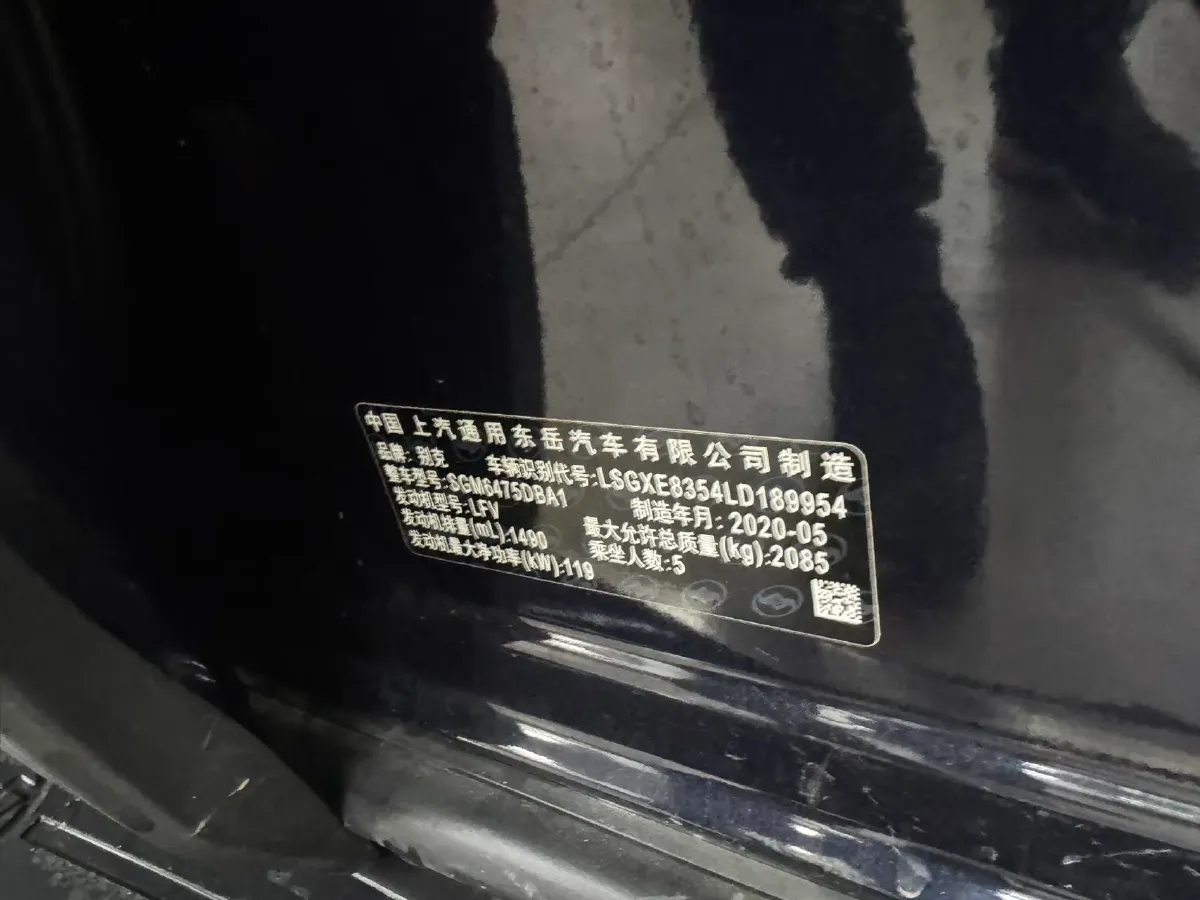 中国 上汽通用东岳汽车有限公司制造
品牌:别克 车辆识别代号:LSGXE8354LD189954
整车型号:SGM6475DBA1 制造年月:2020-05
发动机型号:LFV 最大允许总质量(kg):2085
发动机排量(mL):1490 乘坐人数:5
发动机最大净功率(kW):119